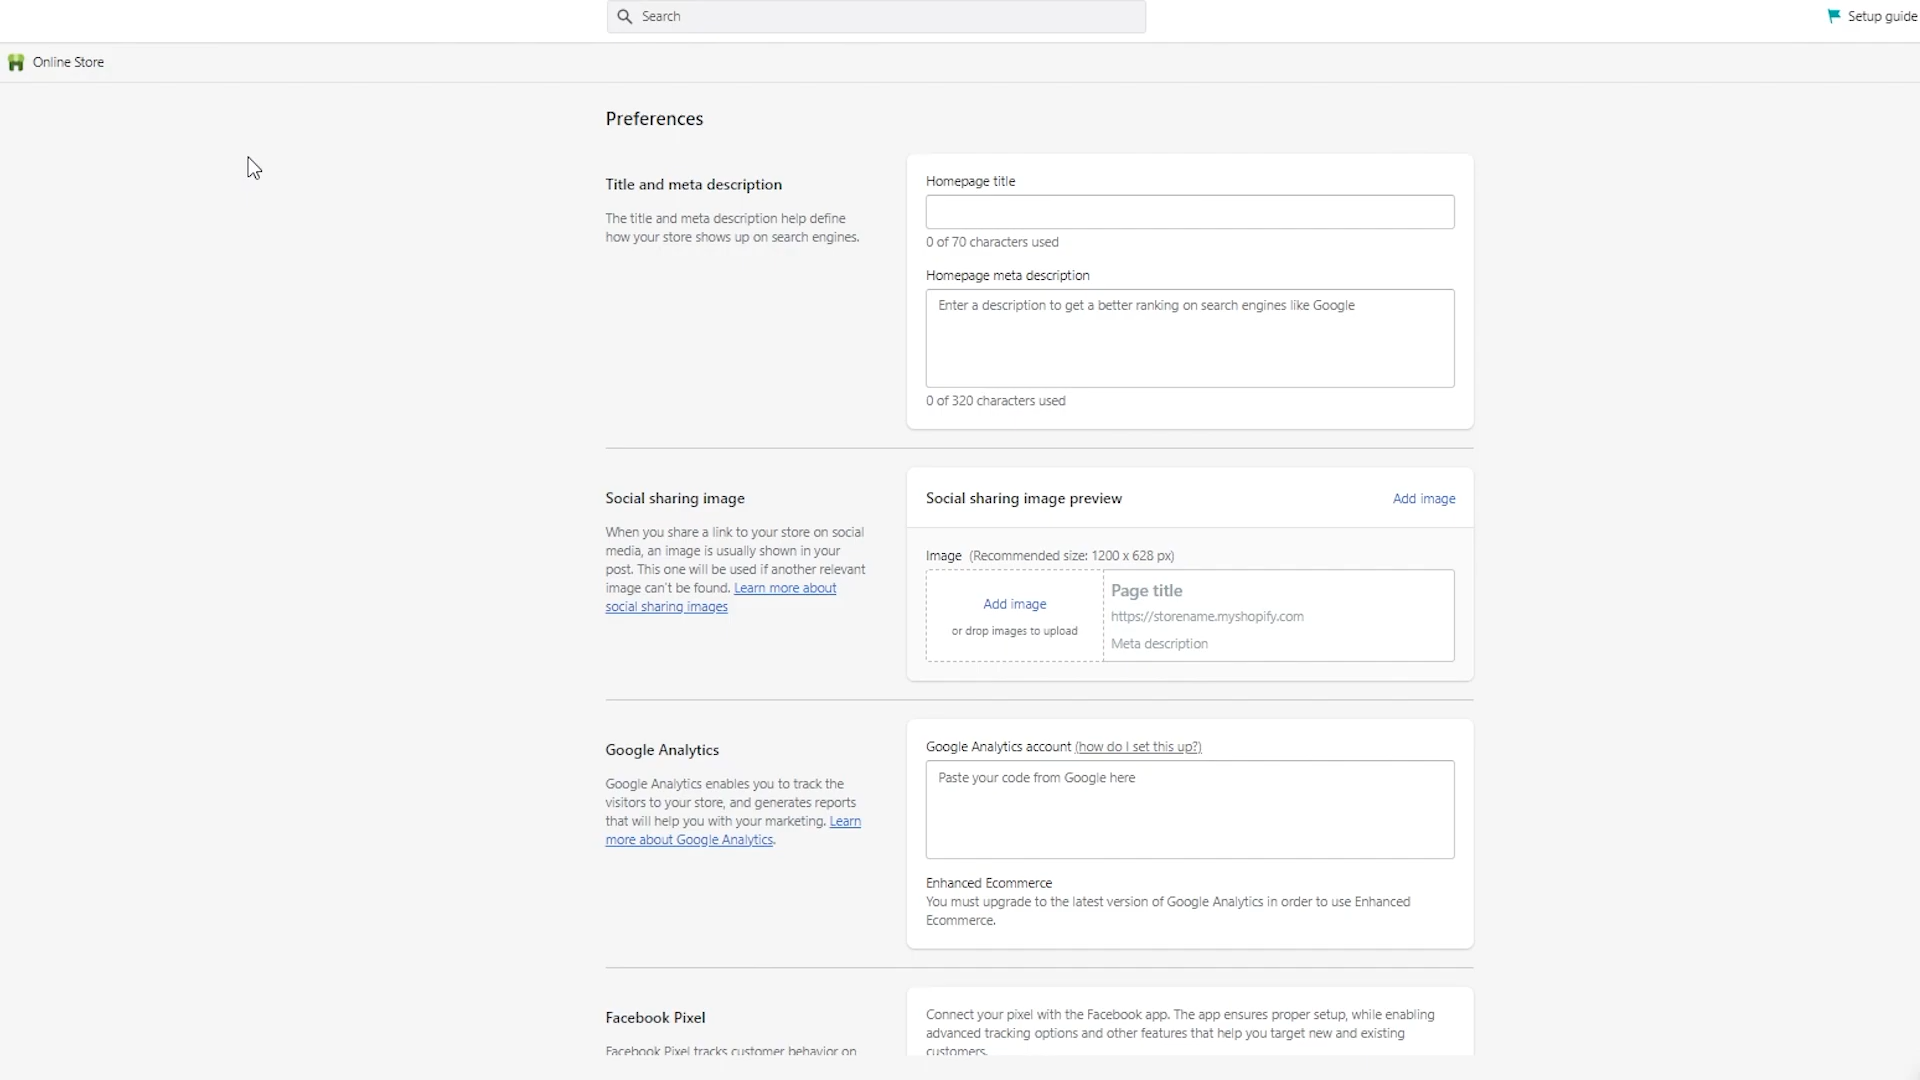 Search
Setup guide
Online Store
Preferences
Title and meta description
The title and meta description help define
how your store shows up on search engines.
Homepage title
0 of 70 characters used
Homepage meta description
Enter a description to get a better ranking on search engines like Google
0 of 320 characters used
Social sharing image
When you share a link to your store on social
media, an image is usually shown in your
post. This one will be used if another relevant
image can't be found. Learn more about
social sharing images
Social sharing image preview
Add image
Image (Recommended size: 1200 x 628 px)
Add image
or drop images to upload
Page title
https://storename.myshopify.com
Meta description
Google Analytics
Google Analytics enables you to track the
visitors to your store, and generates reports
that will help you with your marketing. Learn
more about Google Analytics.
Google Analytics account (how do I set this up?)
Paste your code from Google here
Enhanced Ecommerce
You must upgrade to the latest version of Google Analytics in order to use Enhanced
Ecommerce.
Facebook Pixel
Facebook Pixel tracks customer behavior on
Connect your pixel with the Facebook app. The app ensures proper setup, while enabling
advanced tracking options and other features that help you target new and existing
customers.